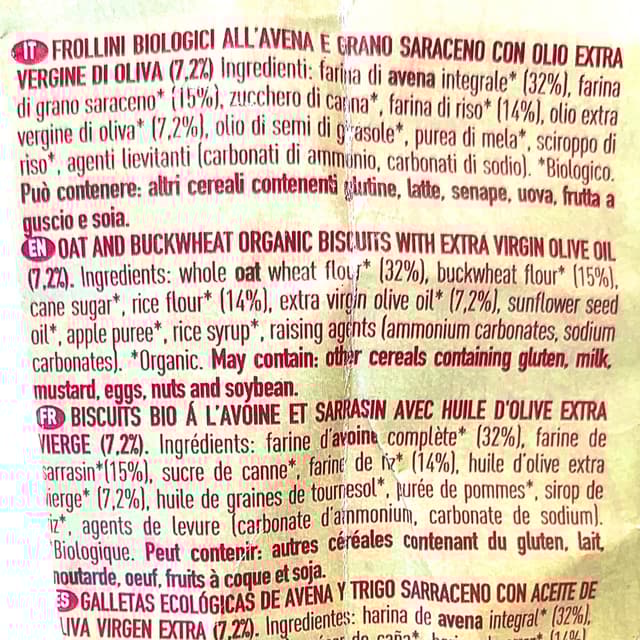 IT FROLLINI BIOLOGICI ALL'AVENA E GRANO SARACENO CON OLIO EXTRA
VERGINE DI OLIVA (7,2%) Ingredienti: farina di avena integrale* (32%), farina
di grano saraceno* (15%), zucchero di canna*, farina di riso* (14%), olio extra
vergine di oliva* (7,2%), olio di semi di girasole*, purea di mela*, sciroppo di
riso*, agenti lievitanti (carbonati di ammonio, carbonati di sodio). *Biologico.
Può contenere: altri cereali contenenti glutine, latte, senape, uova, frutta a
guscio e soia.
EN OAT AND BUCKWHEAT ORGANIC BISCUITS WITH EXTRA VIRGIN OLIVE OIL
(7,2%). Ingredients: whole oat wheat flour* (32%), buckwheat flour* (15%),
cane sugar*, rice flour* (14%), extra virgin olive oil* (7,2%), sunflower seed
oil*, apple puree*, rice syrup*, raising agents (ammonium carbonates, sodium
carbonates). *Organic. May contain: other cereals containing gluten, milk,
mustard, eggs, nuts and soybean.
FR BISCUITS BIO Á L'AVOINE ET SARRASIN AVEC HUILE D'OLIVE EXTRA
VIERGE (7,2%). Ingrédients: farine d'avoine complète* (32%), farine de
sarrasin*(15%), sucre de canne*, farine de riz* (14%), huile d'olive extra
vierge* (7,2%), huile de graines de tournesol*, purée de pommes*, sirop de
riz*, agents de levure (carbonate d'ammonium, carbonate de sodium).
*Biologique. Peut contenir: autres céréales contenant du gluten, lait,
moutarde, oeuf, fruits à coque et soja.
ES GALLETAS ECOLÓGICAS DE AVENA Y TRIGO SARRACENO CON ACEITE DE
OLIVA VIRGEN EXTRA (7,2%). Ingredientes: harina de avena integral* (32%),
de caña*, (14%)